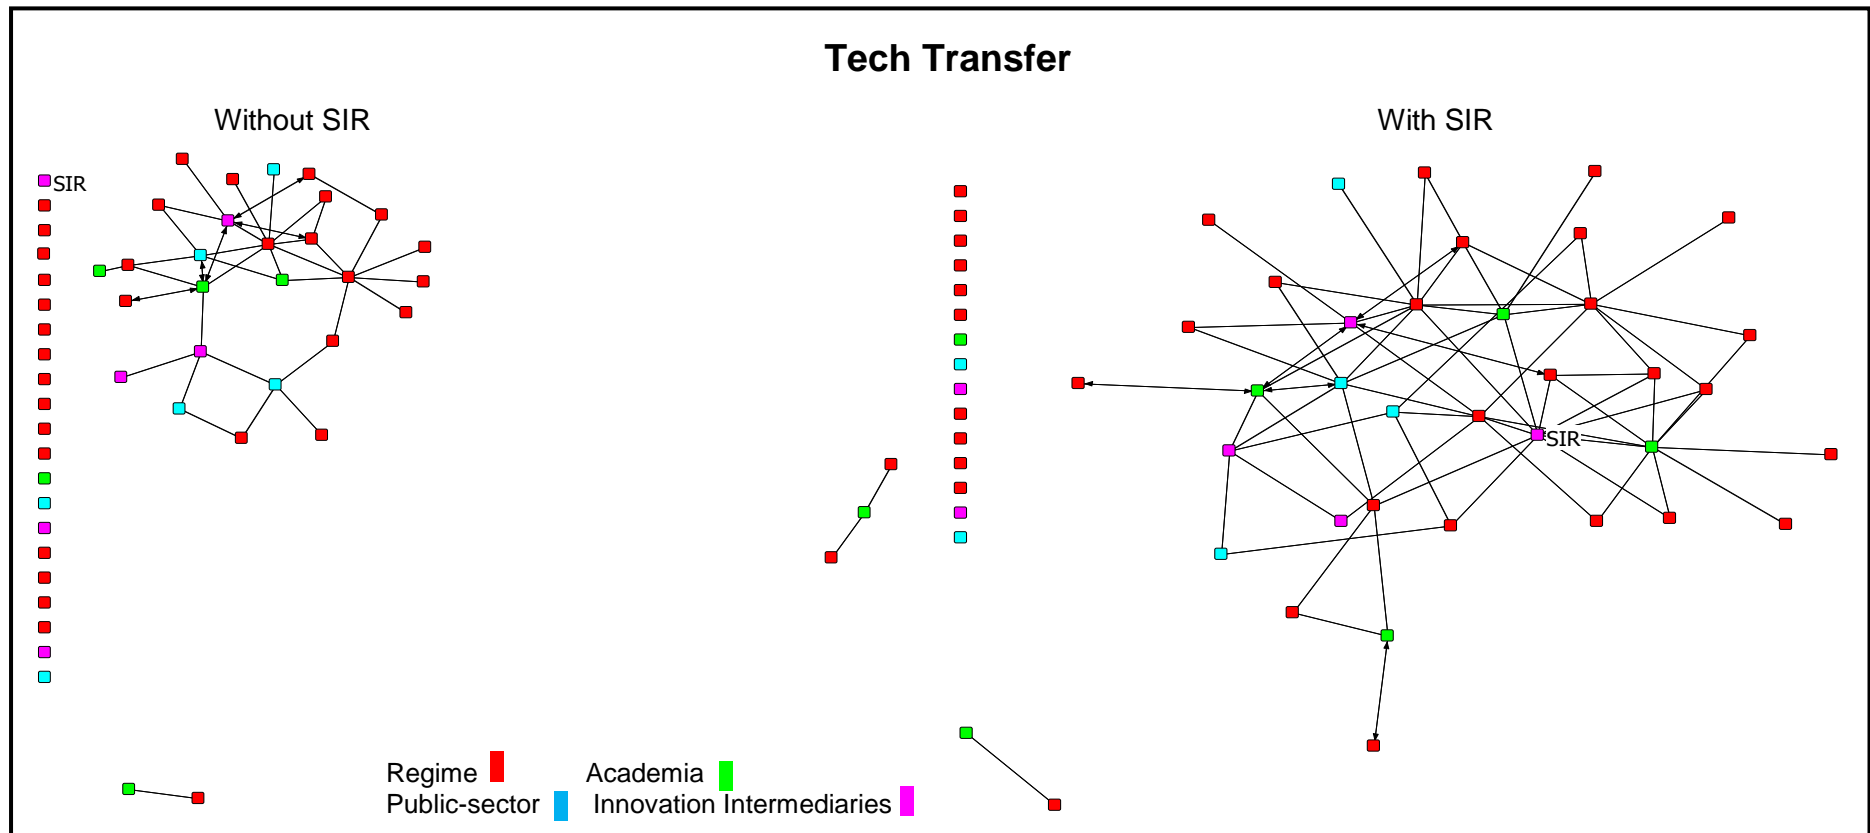 Tech Transfer
Without SIR
With SIR
SIR
SIR
Regime Academia
Public-sector Innovation Intermediaries